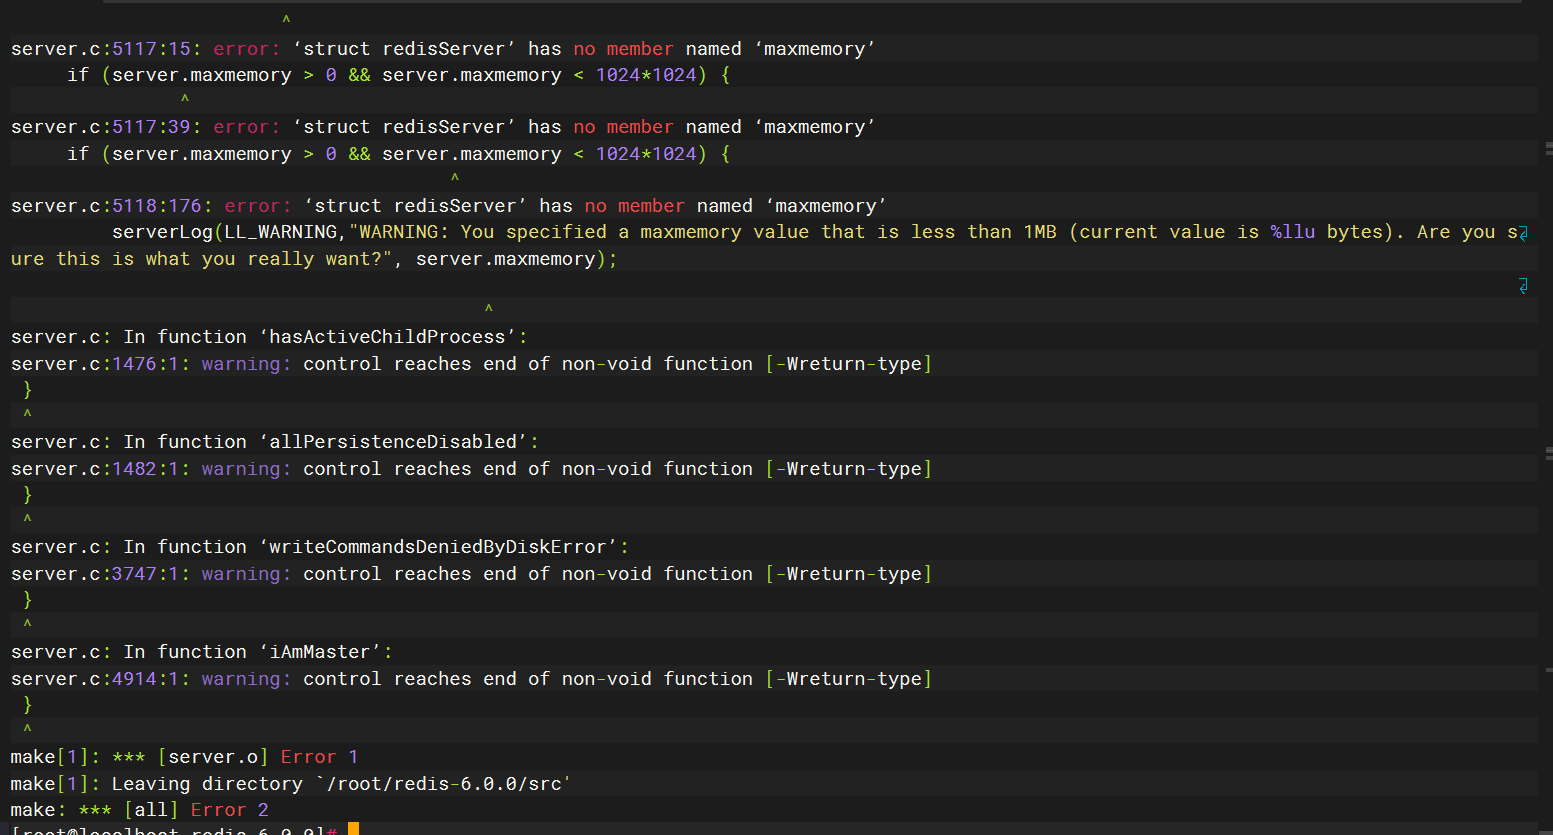 ^
server.c:5117:15: error: ‘struct redisServer’ has no member named ‘maxmemory’
     if (server.maxmemory > 0 && server.maxmemory < 1024*1024) {
^
server.c:5117:39: error: ‘struct redisServer’ has no member named ‘maxmemory’
     if (server.maxmemory > 0 && server.maxmemory < 1024*1024) {
^
server.c:5118:176: error: ‘struct redisServer’ has no member named ‘maxmemory’
         serverLog(LL_WARNING,"WARNING: You specified a maxmemory value that is less than 1MB (current value is %llu bytes). Are you s
ure this is what you really want?", server.maxmemory);
^
server.c: In function ‘hasActiveChildProcess’:
server.c:1476:1: warning: control reaches end of non-void function [-Wreturn-type]
 }
 ^
server.c: In function ‘allPersistenceDisabled’:
server.c:1482:1: warning: control reaches end of non-void function [-Wreturn-type]
 }
 ^
server.c: In function ‘writeCommandsDeniedByDiskError’:
server.c:3747:1: warning: control reaches end of non-void function [-Wreturn-type]
 }
 ^
server.c: In function ‘iAmMaster’:
server.c:4914:1: warning: control reaches end of non-void function [-Wreturn-type]
 }
 ^
make[1]: *** [server.o] Error 1
make[1]: Leaving directory `/root/redis-6.0.0/src'
make: *** [all] Error 2
[root@localhost redis-6.0.0]#